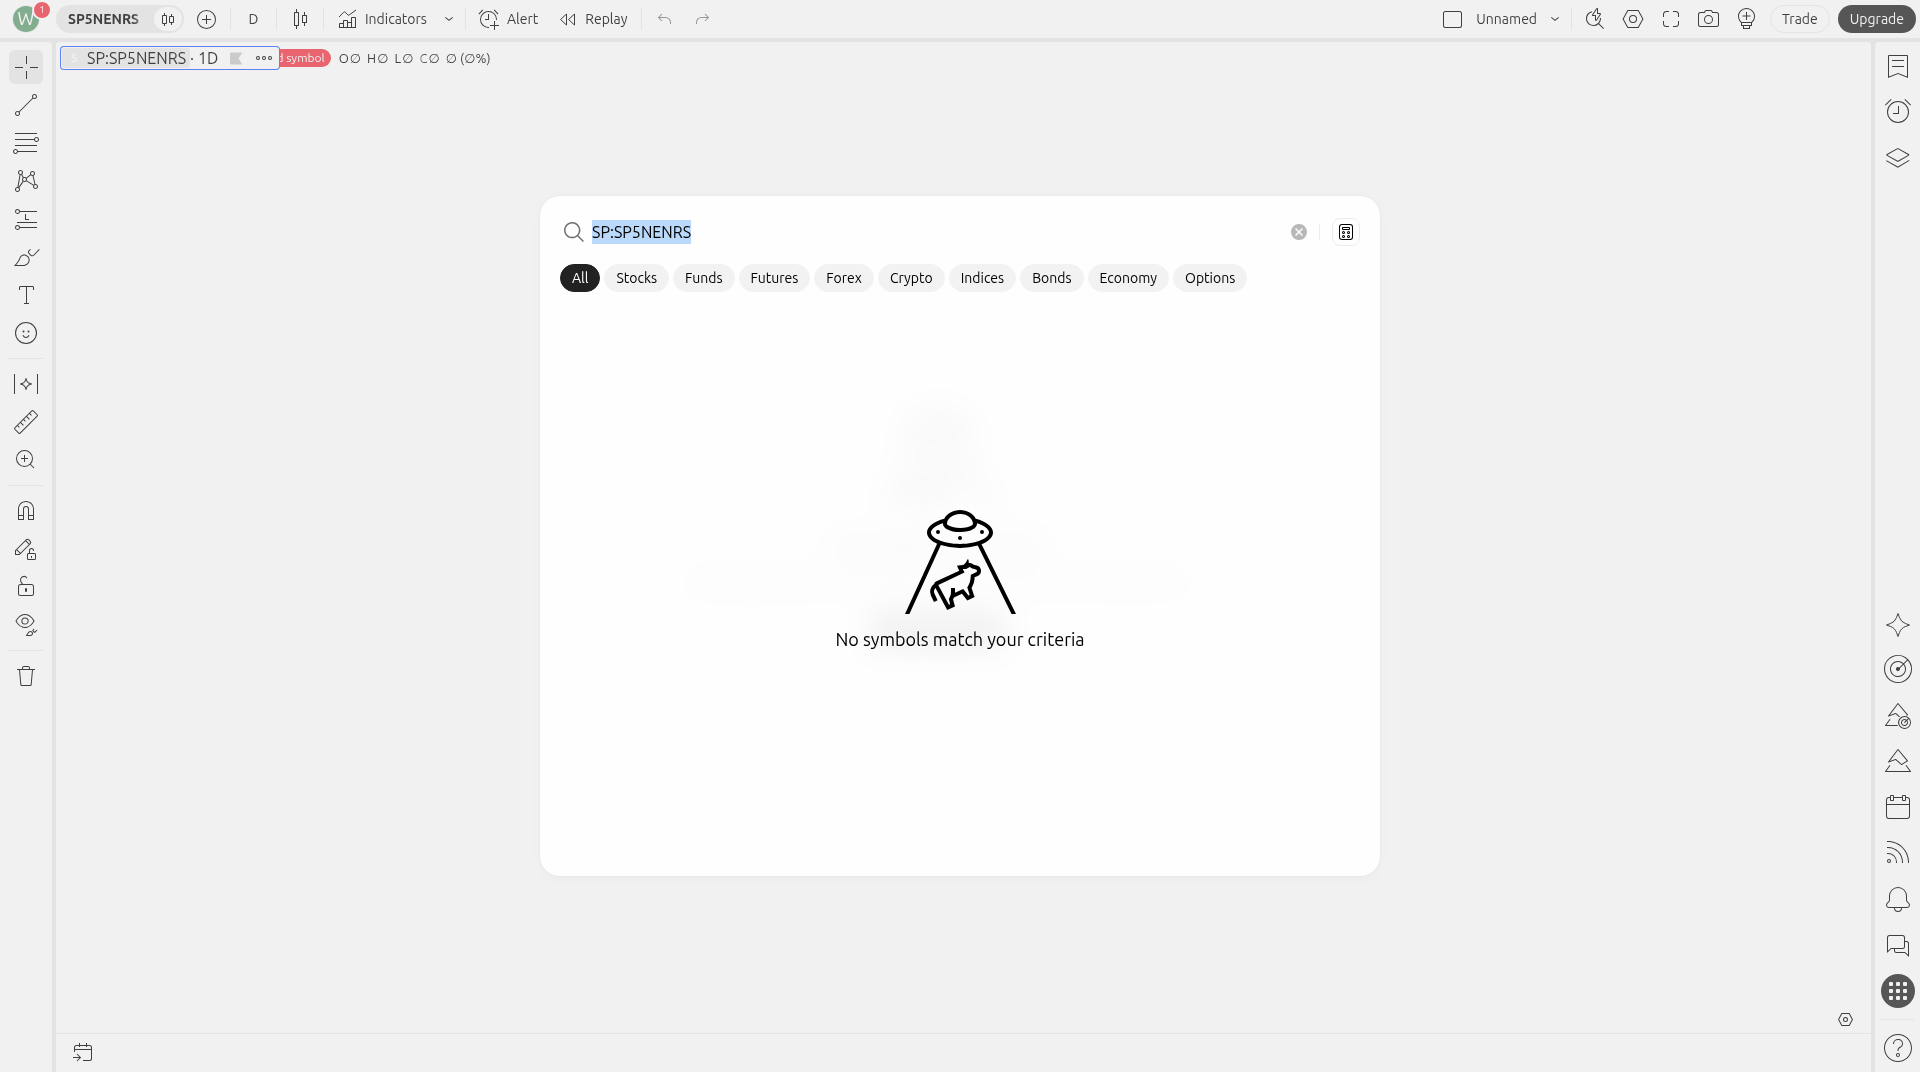 W 1 SP5NENRS D Indicators Alert Replay Unnamed Trade Upgrade
SP:SP5NENRS · 1D symbol O∅ H∅ L∅ C∅ ∅ (∅%)
SP:SP5NENRS
All Stocks Funds Futures Forex Crypto Indices Bonds Economy Options
No symbols match your criteria